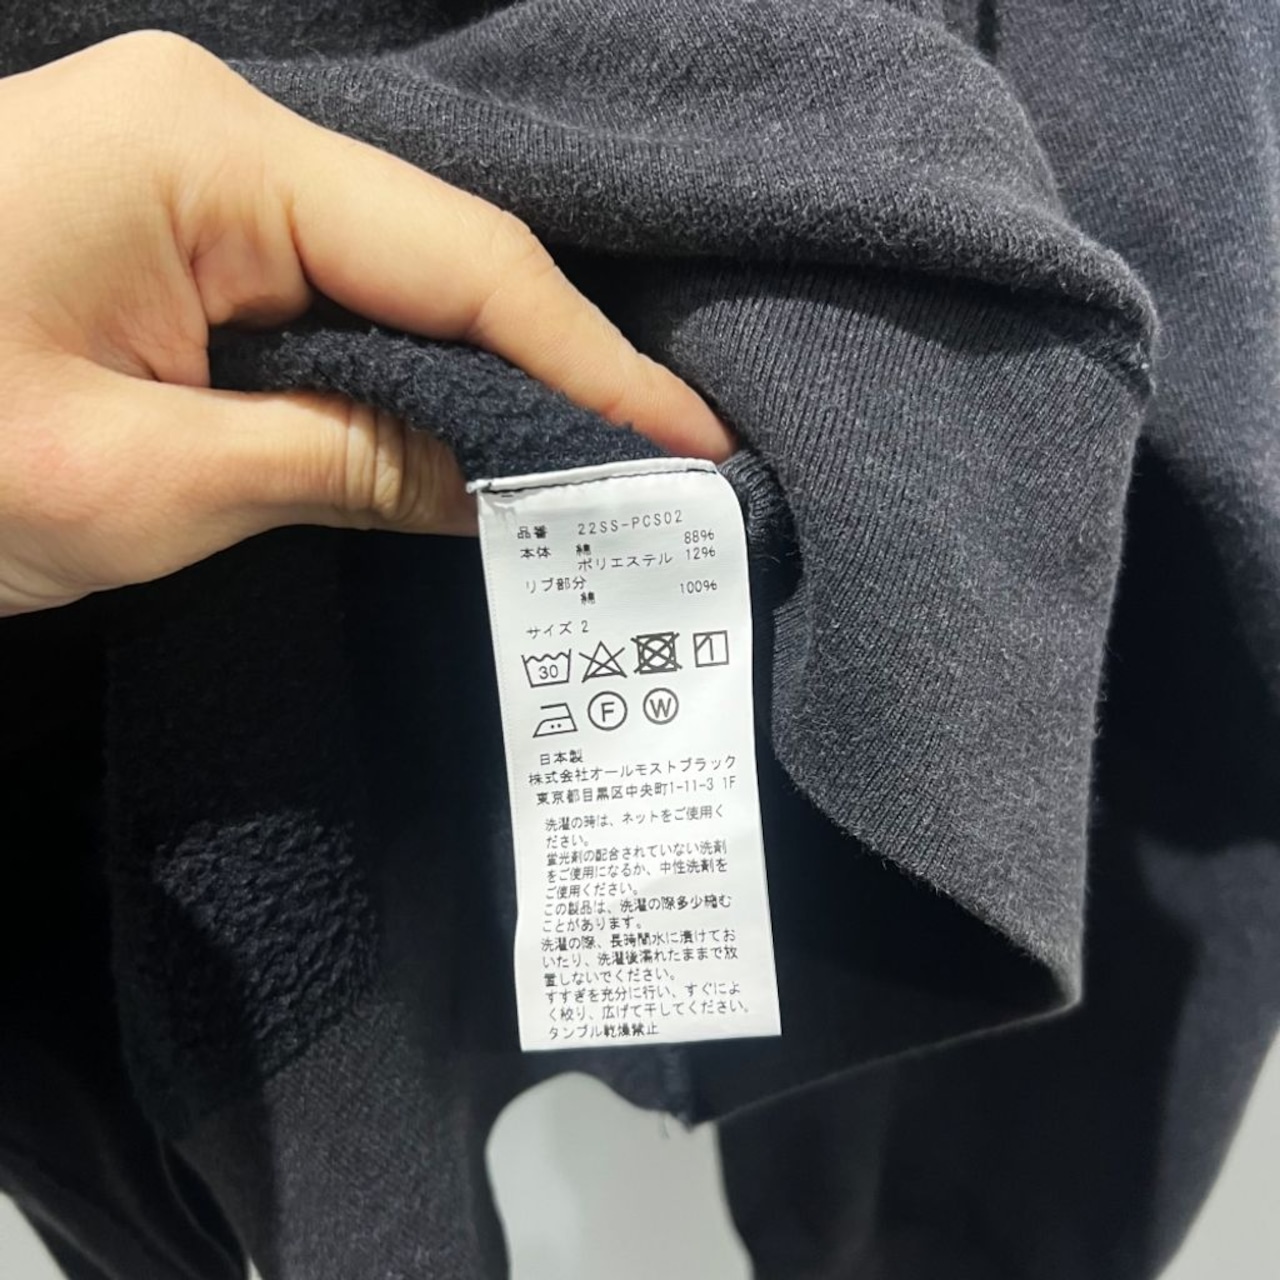 品番 22SS-PCS02
本体 綿 88%
ポリエステル 12%
リブ部分
綿 100%
サイズ 2
30
1
F W
日本製
株式会社オールモストブラック
東京都目黒区中央町1-11-3 1F
洗濯の時は、ネットをご使用く
ださい。
蛍光剤の配合されていない洗剤
をご使用になるか、中性洗剤を
ご使用ください。
この製品は、洗濯の際多少縮む
ことがあります。
洗濯の際、長時間水に漬けてお
いたり、洗濯後濡れたままで放
置しないでください。
すすぎを充分に行い、すぐによ
く絞り、広げて干してください。
タンブル乾燥禁止